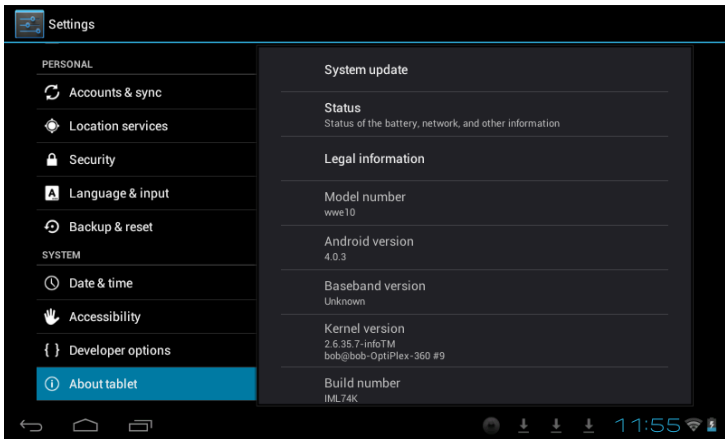 Settings
PERSONAL
Accounts & sync
Location services
Security
A Language & input
Backup & reset
SYSTEM
Date & time
Accessibility
{ } Developer options
About tablet
System update
Status
Status of the battery, network, and other information
Legal information
Model number
wwe10
Android version
4.0.3
Baseband version
Unknown
Kernel version
2.6.35.7-infoTM
bob@bob-OptiPlex-360 #9
Build number
IML74K
11:55